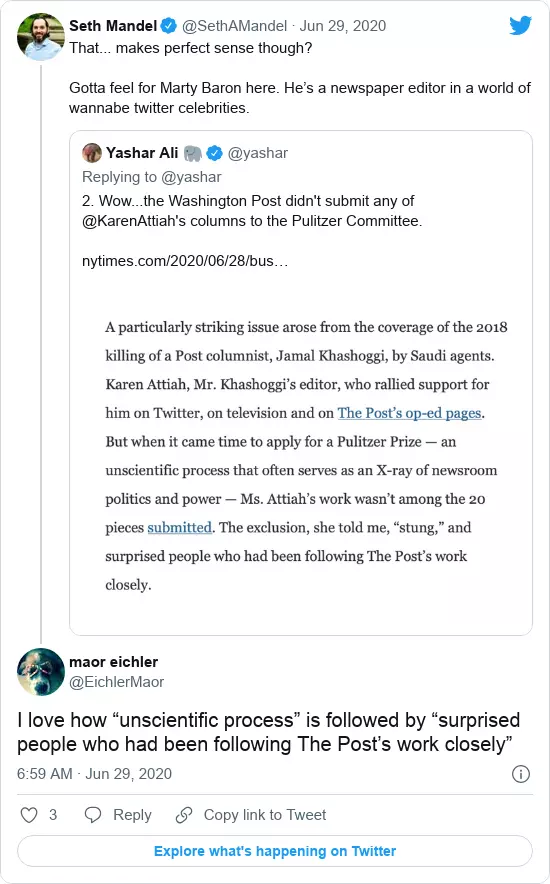 Seth Mandel @SethAMandel · Jun 29, 2020
That... makes perfect sense though?
Gotta feel for Marty Baron here. He’s a newspaper editor in a world of
wannabe twitter celebrities.
Yashar Ali 🐘 @yashar
Replying to @yashar
2. Wow...the Washington Post didn't submit any of
@KarenAttiah's columns to the Pulitzer Committee.
nytimes.com/2020/06/28/bus…
A particularly striking issue arose from the coverage of the 2018
killing of a Post columnist, Jamal Khashoggi, by Saudi agents.
Karen Attiah, Mr. Khashoggi’s editor, who rallied support for
him on Twitter, on television and on The Post’s op-ed pages.
But when it came time to apply for a Pulitzer Prize — an
unscientific process that often serves as an X-ray of newsroom
politics and power — Ms. Attiah’s work wasn’t among the 20
pieces submitted. The exclusion, she told me, “stung,” and
surprised people who had been following The Post’s work
closely.
maor eichler
@EichlerMaor
I love how “unscientific process” is followed by “surprised
people who had been following The Post’s work closely”
6:59 AM · Jun 29, 2020
3 Reply Copy link to Tweet
Explore what's happening on Twitter